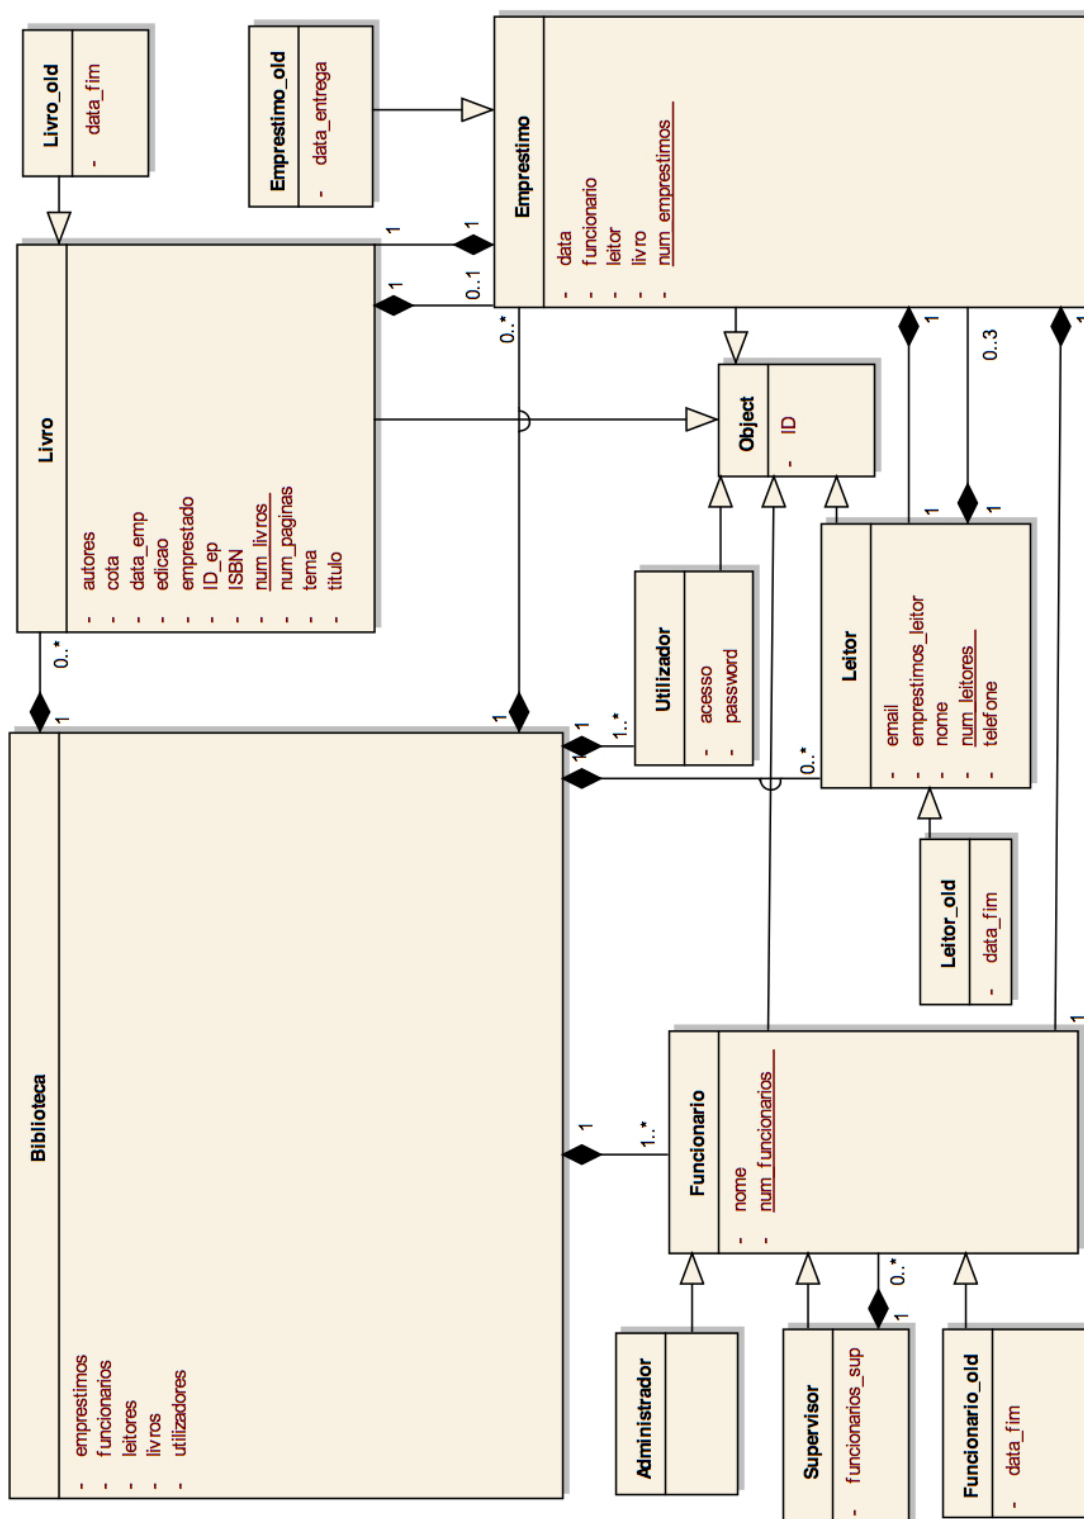 Biblioteca
- emprestimos
- funcionarios
- leitores
- livros
- utilizadores
1
0..*
1
0..*
1
1..*
1
0..*
1
1..*
Livro
- autores
- cota
- data_emp
- edicao
- emprestado
- ID_ep
- ISBN
- num_livros
- num_paginas
- tema
- titulo
1
1
0..1
1
Livro_old
- data_fim
Emprestimo_old
- data_entrega
Emprestimo
- data
- funcionario
- leitor
- livro
- num_emprestimos
1
0..3
1
Object
- ID
Utilizador
- acesso
- password
Leitor
- email
- emprestimos_leitor
- nome
- num_leitores
- telefone
1
1
Leitor_old
- data_fim
Funcionario
- nome
- num_funcionarios
1
0..*
1
Administrador
Supervisor
- funcionarios_sup
Funcionario_old
- data_fim